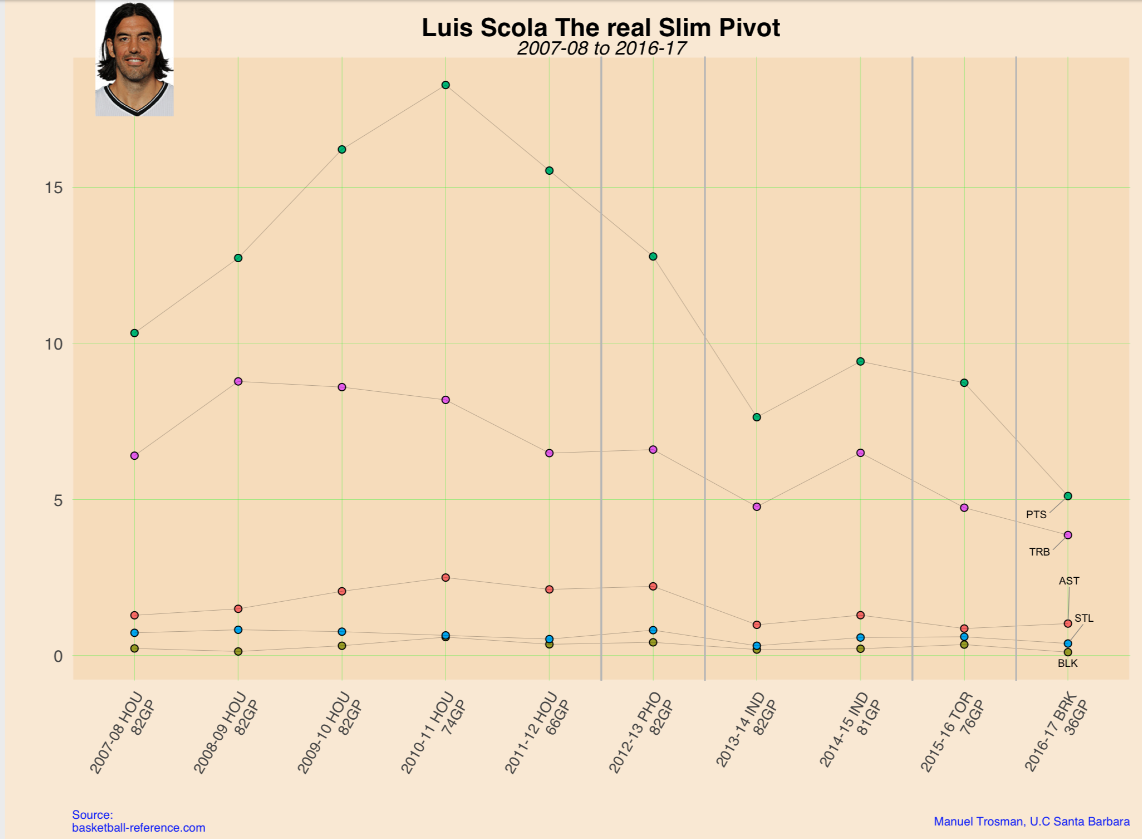 Luis Scola The real Slim Pivot
2007-08 to 2016-17
15
10
5
0
PTS
TRB
AST
STL
BLK
2007-08 HOU
82GP
2008-09 HOU
82GP
2009-10 HOU
82GP
2010-11 HOU
74GP
2011-12 HOU
66GP
2012-13 PHO
82GP
2013-14 IND
82GP
2014-15 IND
81GP
2015-16 TOR
76GP
2016-17 BRK
36GP
Source:
basketball-reference.com
Manuel Trosman, U.C Santa Barbara